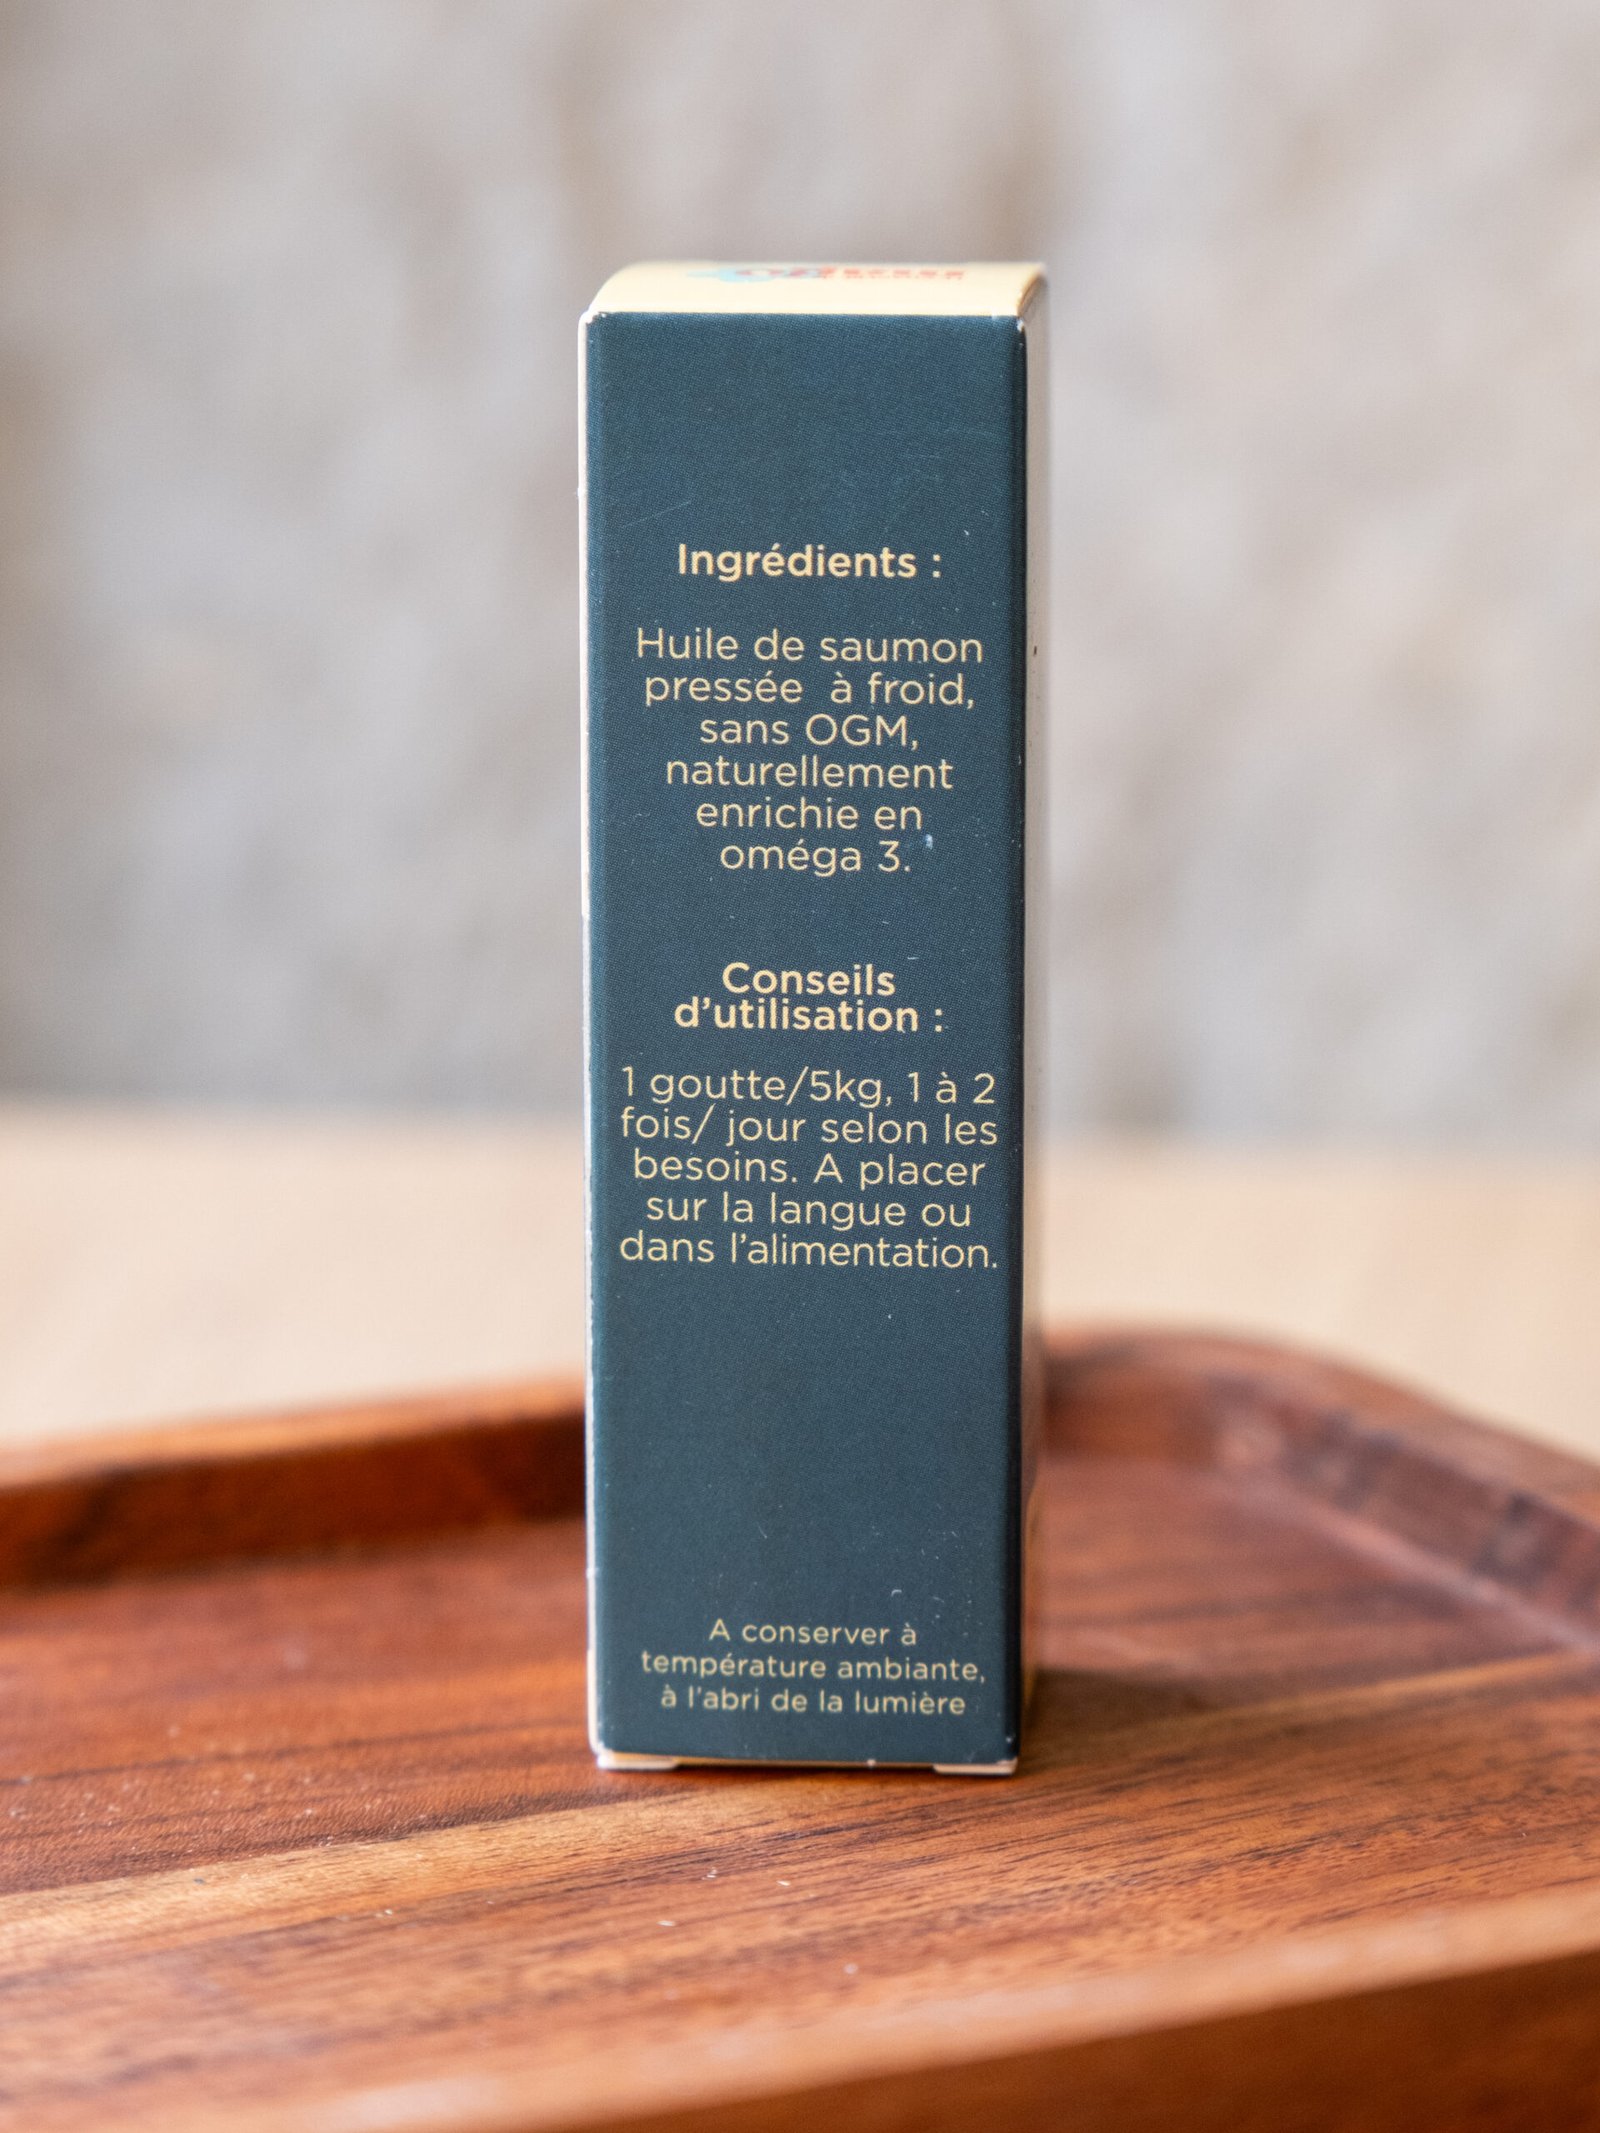 Ingrédients :
Huile de saumon
pressée à froid,
sans OGM,
naturellement
enrichie en
oméga 3.
Conseils
d’utilisation :
1 goutte/5kg, 1 à 2
fois/ jour selon les
besoins. A placer
sur la langue ou
dans l’alimentation.
A conserver à
température ambiante,
à l’abri de la lumière